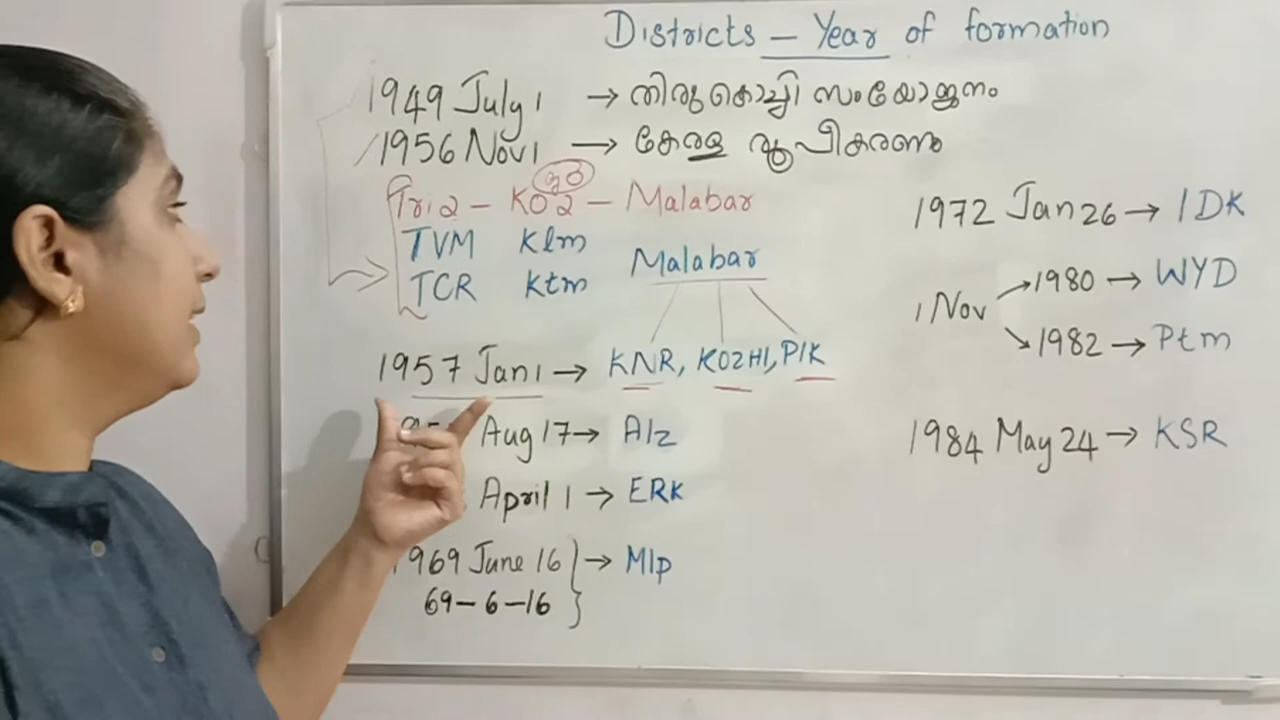 Districts - Year of formation
1949 July 1 → തിരുകൊച്ചി സംയോജനം
1956 Nov 1 → കേരള രൂപീകരണം
Tri2 - KO2 - Malabar
TVM Klm
TCR Ktm
Malabar
1957 Jan 1 → KNR, KOZHI, PlK
Aug 17 → Alz
April 1 → ERK
1969 June 16 → Mlp
69-6-16
1972 Jan 26 → IDK
1 Nov → 1980 → WYD
→ 1982 → Ptm
1984 May 24 → KSR